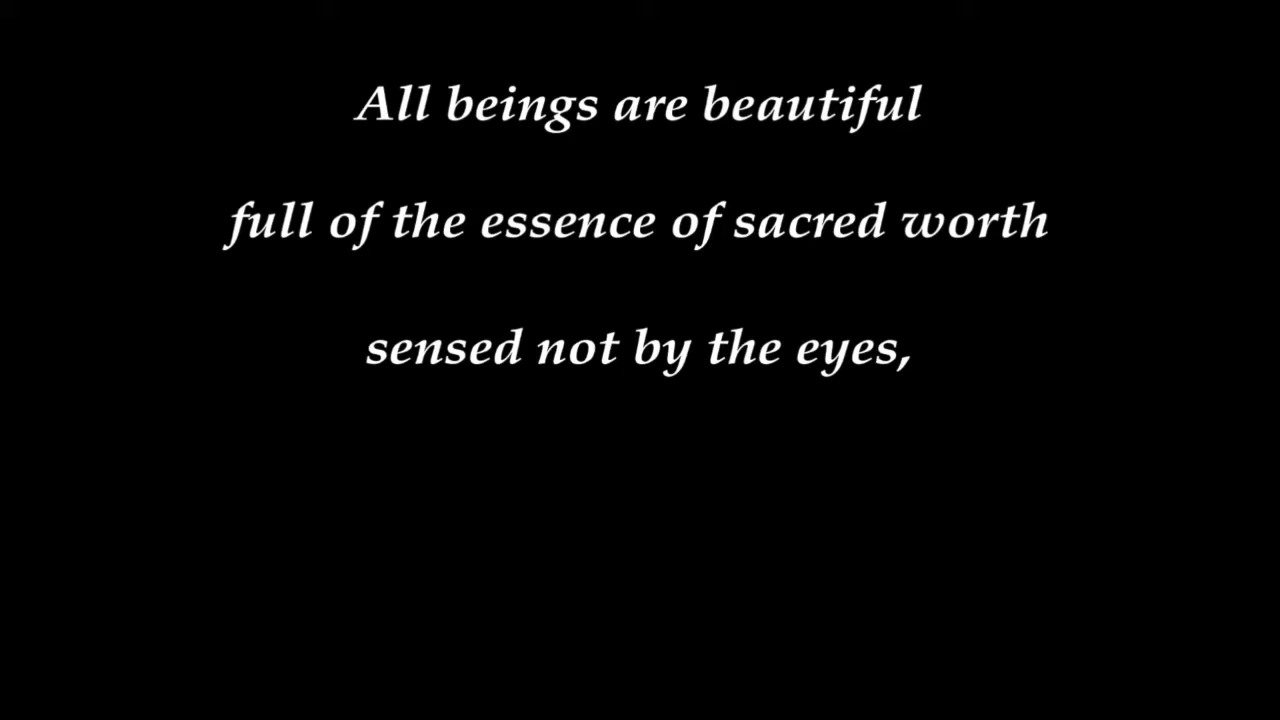 All beings are beautiful
full of the essence of sacred worth
sensed not by the eyes,